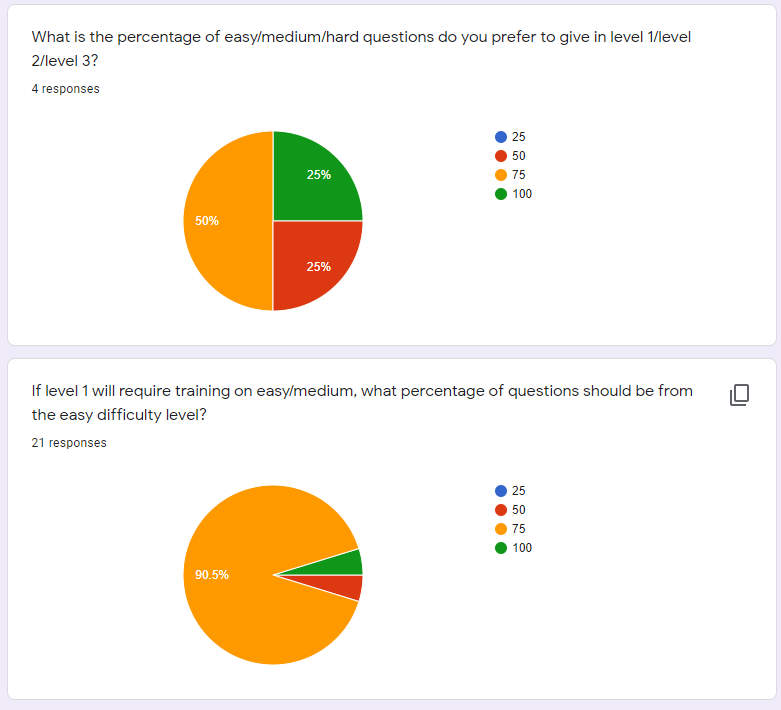 What is the percentage of easy/medium/hard questions do you prefer to give in level 1/level
2/level 3?
4 responses
25
50
75
100
25%
50%
25%
If level 1 will require training on easy/medium, what percentage of questions should be from
the easy difficulty level?
21 responses
25
50
75
100
90.5%